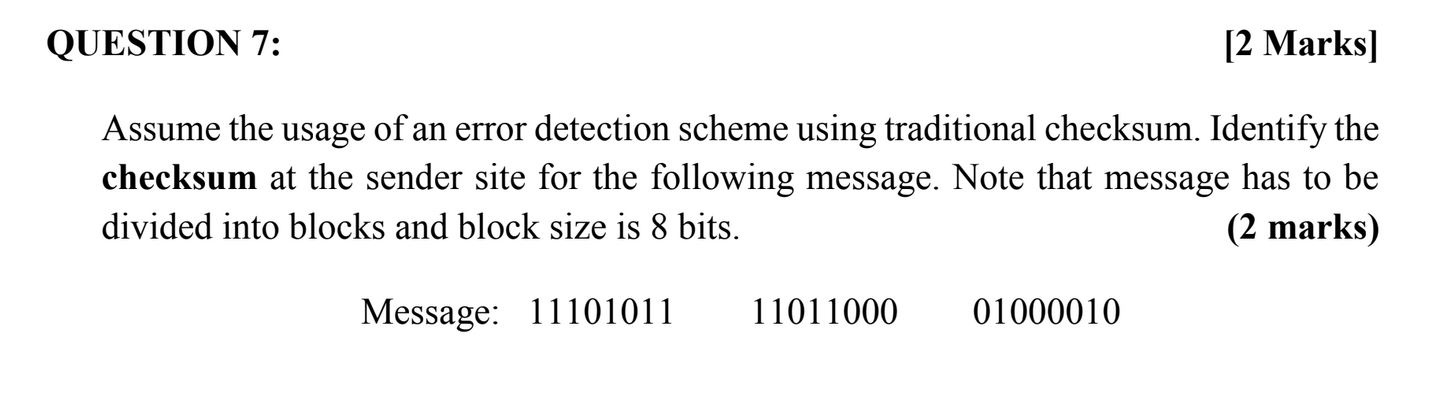 QUESTION 7: [2 Marks]
Assume the usage of an error detection scheme using traditional checksum. Identify the
checksum at the sender site for the following message. Note that message has to be
divided into blocks and block size is 8 bits. (2 marks)
Message: 11101011 11011000 01000010